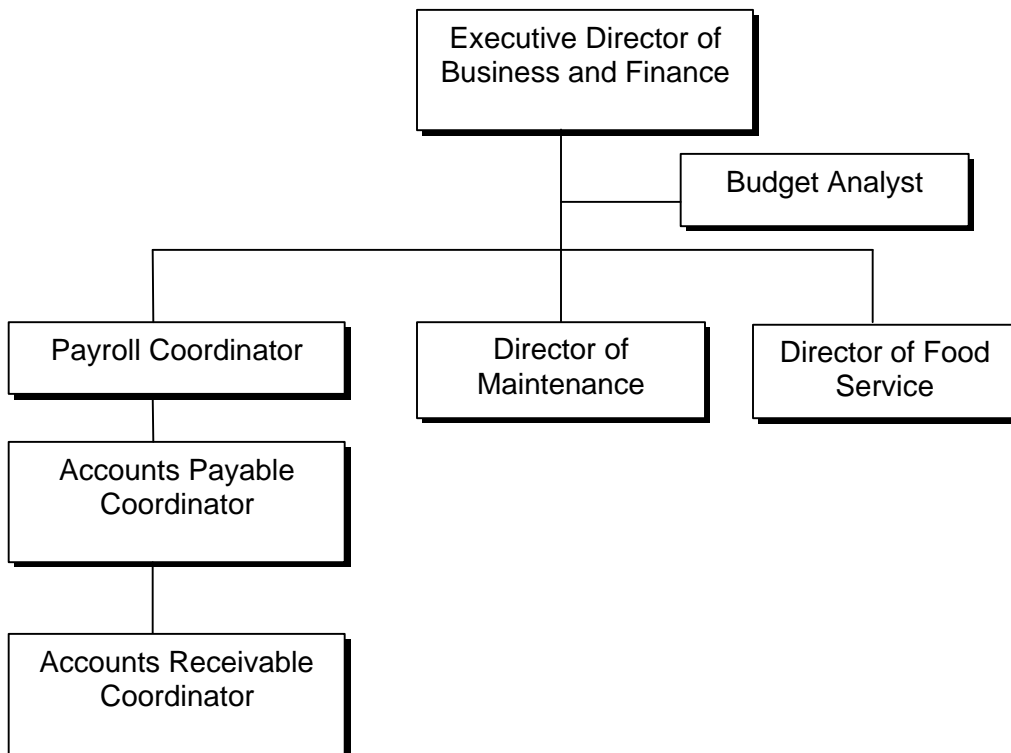 Executive Director of
Business and Finance
Budget Analyst
Payroll Coordinator
Director of
Maintenance
Director of Food
Service
Accounts Payable
Coordinator
Accounts Receivable
Coordinator